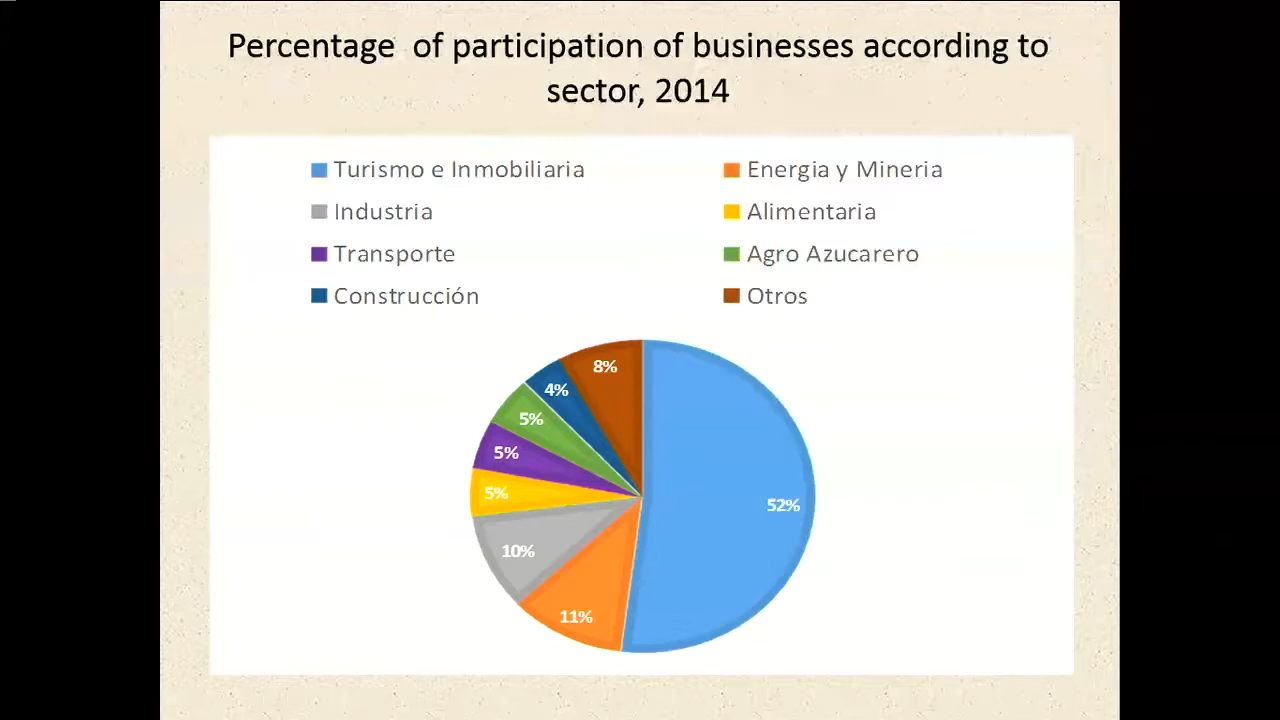 Percentage of participation of businesses according to
sector, 2014
Turismo e Inmobiliaria
Energia y Mineria
Industria
Alimentaria
Transporte
Agro Azucarero
Construcción
Otros
8%
4%
5%
5%
5%
52%
10%
11%